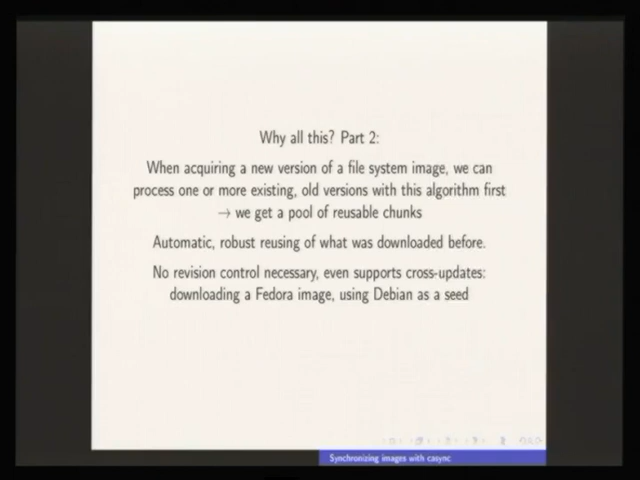 Why all this? Part 2:
When acquiring a new version of a file system image, we can
process one or more existing, old versions with this algorithm first
→ we get a pool of reusable chunks
Automatic, robust reusing of what was downloaded before.
No revision control necessary, even supports cross-updates:
downloading a Fedora image, using Debian as a seed
Synchronizing images with casync